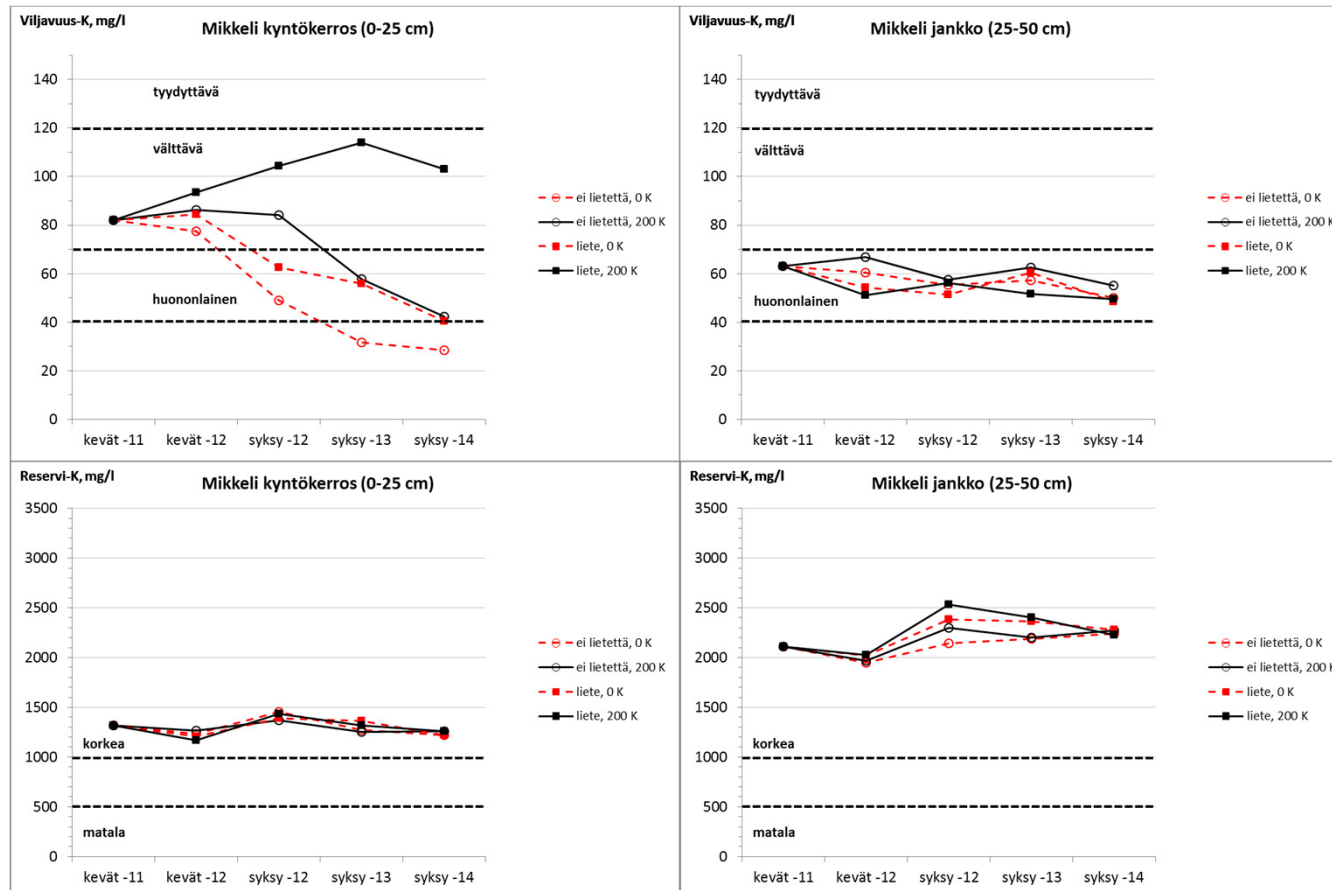 Viljavuus-K, mg/l
Mikkeli kyntökerros (0-25 cm)
140
tyydyttävä
120
välttävä
100
80
60
huononlainen
40
20
0
kevät -11 kevät -12 syksy -12 syksy -13 syksy -14
ei lietettä, 0 K
ei lietettä, 200 K
liete, 0 K
liete, 200 K
Viljavuus-K, mg/l
Mikkeli jankko (25-50 cm)
140
tyydyttävä
120
välttävä
100
80
60
huononlainen
40
20
0
kevät -11 kevät -12 syksy -12 syksy -13 syksy -14
ei lietettä, 0 K
ei lietettä, 200 K
liete, 0 K
liete, 200 K
Reservi-K, mg/l
Mikkeli kyntökerros (0-25 cm)
3500
3000
2500
2000
1500
korkea
1000
500
matala
0
kevät -11 kevät -12 syksy -12 syksy -13 syksy -14
ei lietettä, 0 K
ei lietettä, 200 K
liete, 0 K
liete, 200 K
Reservi-K, mg/l
Mikkeli jankko (25-50 cm)
3500
3000
2500
2000
1500
korkea
1000
500
matala
0
kevät -11 kevät -12 syksy -12 syksy -13 syksy -14
ei lietettä, 0 K
ei lietettä, 200 K
liete, 0 K
liete, 200 K